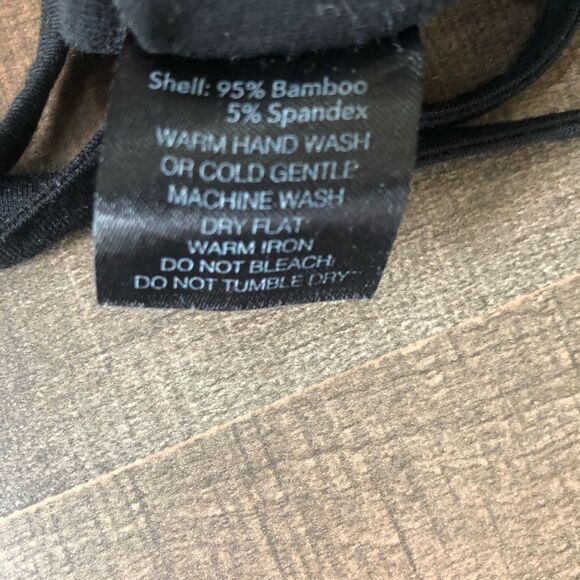 Shell: 95% Bamboo
5% Spandex
WARM HAND WASH
OR COLD GENTLE
MACHINE WASH
DRY FLAT
WARM IRON
DO NOT BLEACH
DO NOT TUMBLE DRY